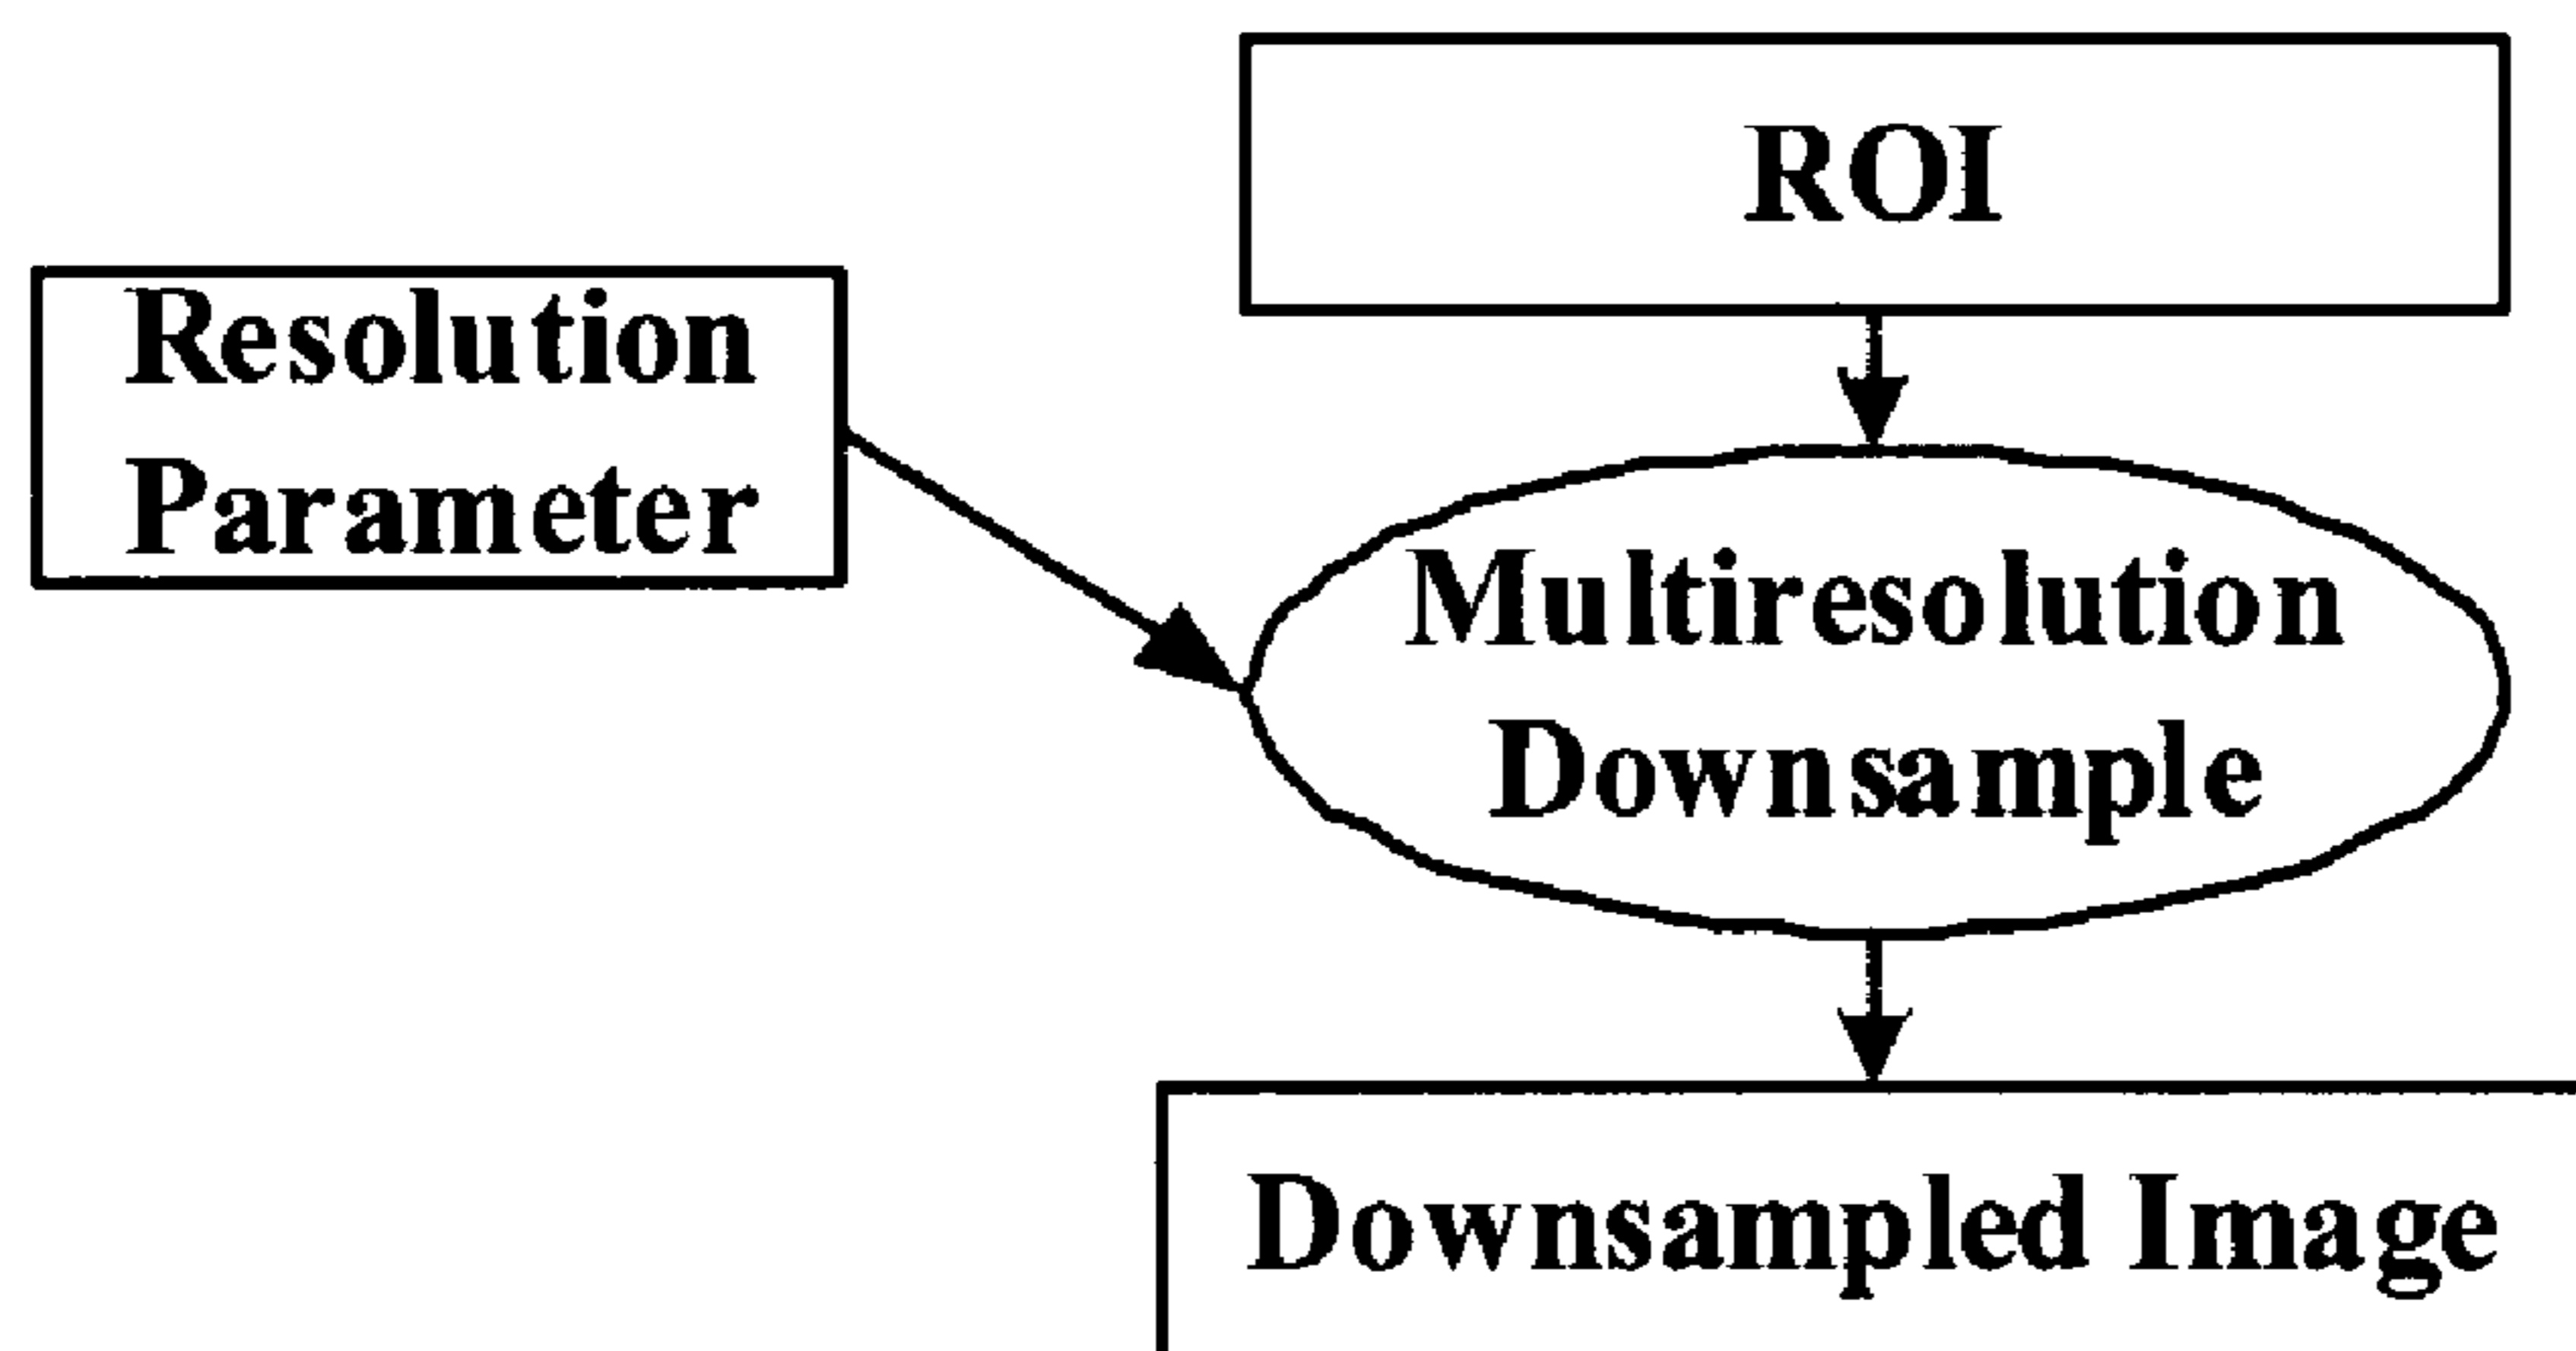 ROI
Resolution
Parameter
Multiresolution
Downsample
Downsampled Image